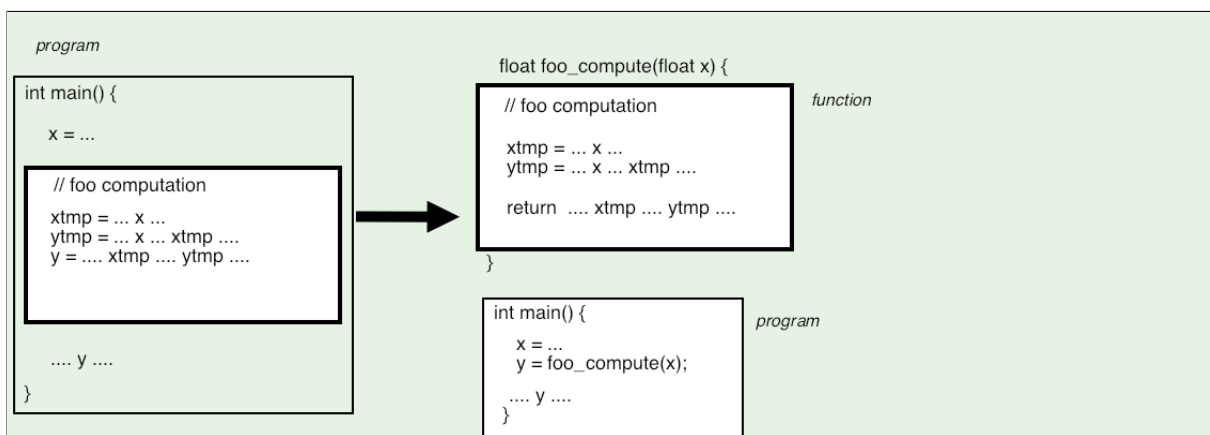 program
int main() {
x = ...
// foo computation
xtmp = ... x ...
ytmp = ... x ... xtmp ....
y = .... xtmp .... ytmp ....
.... y ....
}
float foo_compute(float x) {
function
// foo computation
xtmp = ... x ...
ytmp = ... x ... xtmp ....
return .... xtmp .... ytmp ....
}
int main() {
program
x = ...
y = foo_compute(x);
.... y ....
}